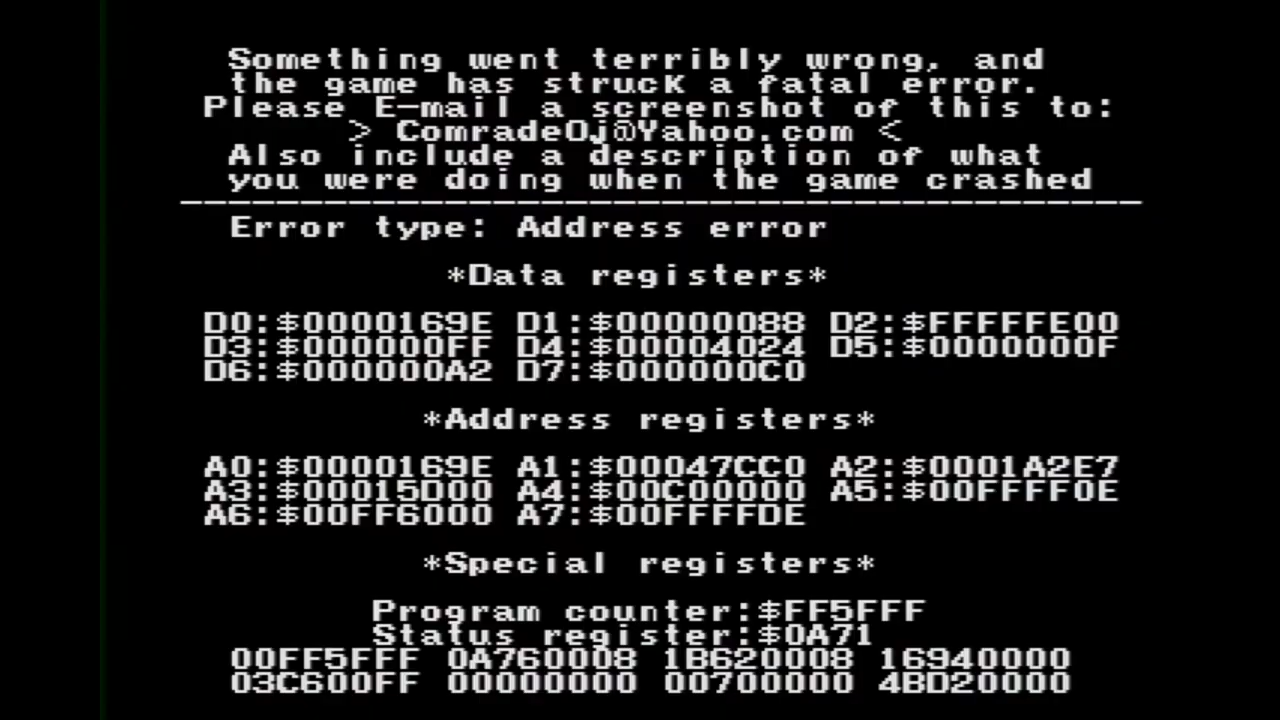 Something went terribly wrong, and
the game has struck a fatal error.
Please E-mail a screenshot of this to:
> ComradeOj@Yahoo.com <
Also include a description of what
you were doing when the game crashed
----------------------------------------
Error type: Address error
*Data registers*
D0:$0000169E D1:$00000088 D2:$FFFFFE00
D3:$000000FF D4:$00004024 D5:$0000000F
D6:$000000A2 D7:$000000C0
*Address registers*
A0:$0000169E A1:$00047CC0 A2:$0001A2E7
A3:$00015D00 A4:$00C00000 A5:$00FFFF0E
A6:$00FF6000 A7:$00FFFFDE
*Special registers*
Program counter:$FF5FFF
Status register:$0A71
00FF5FFF 0A760008 1B620008 16940000
03C600FF 00000000 00700000 4BD20000